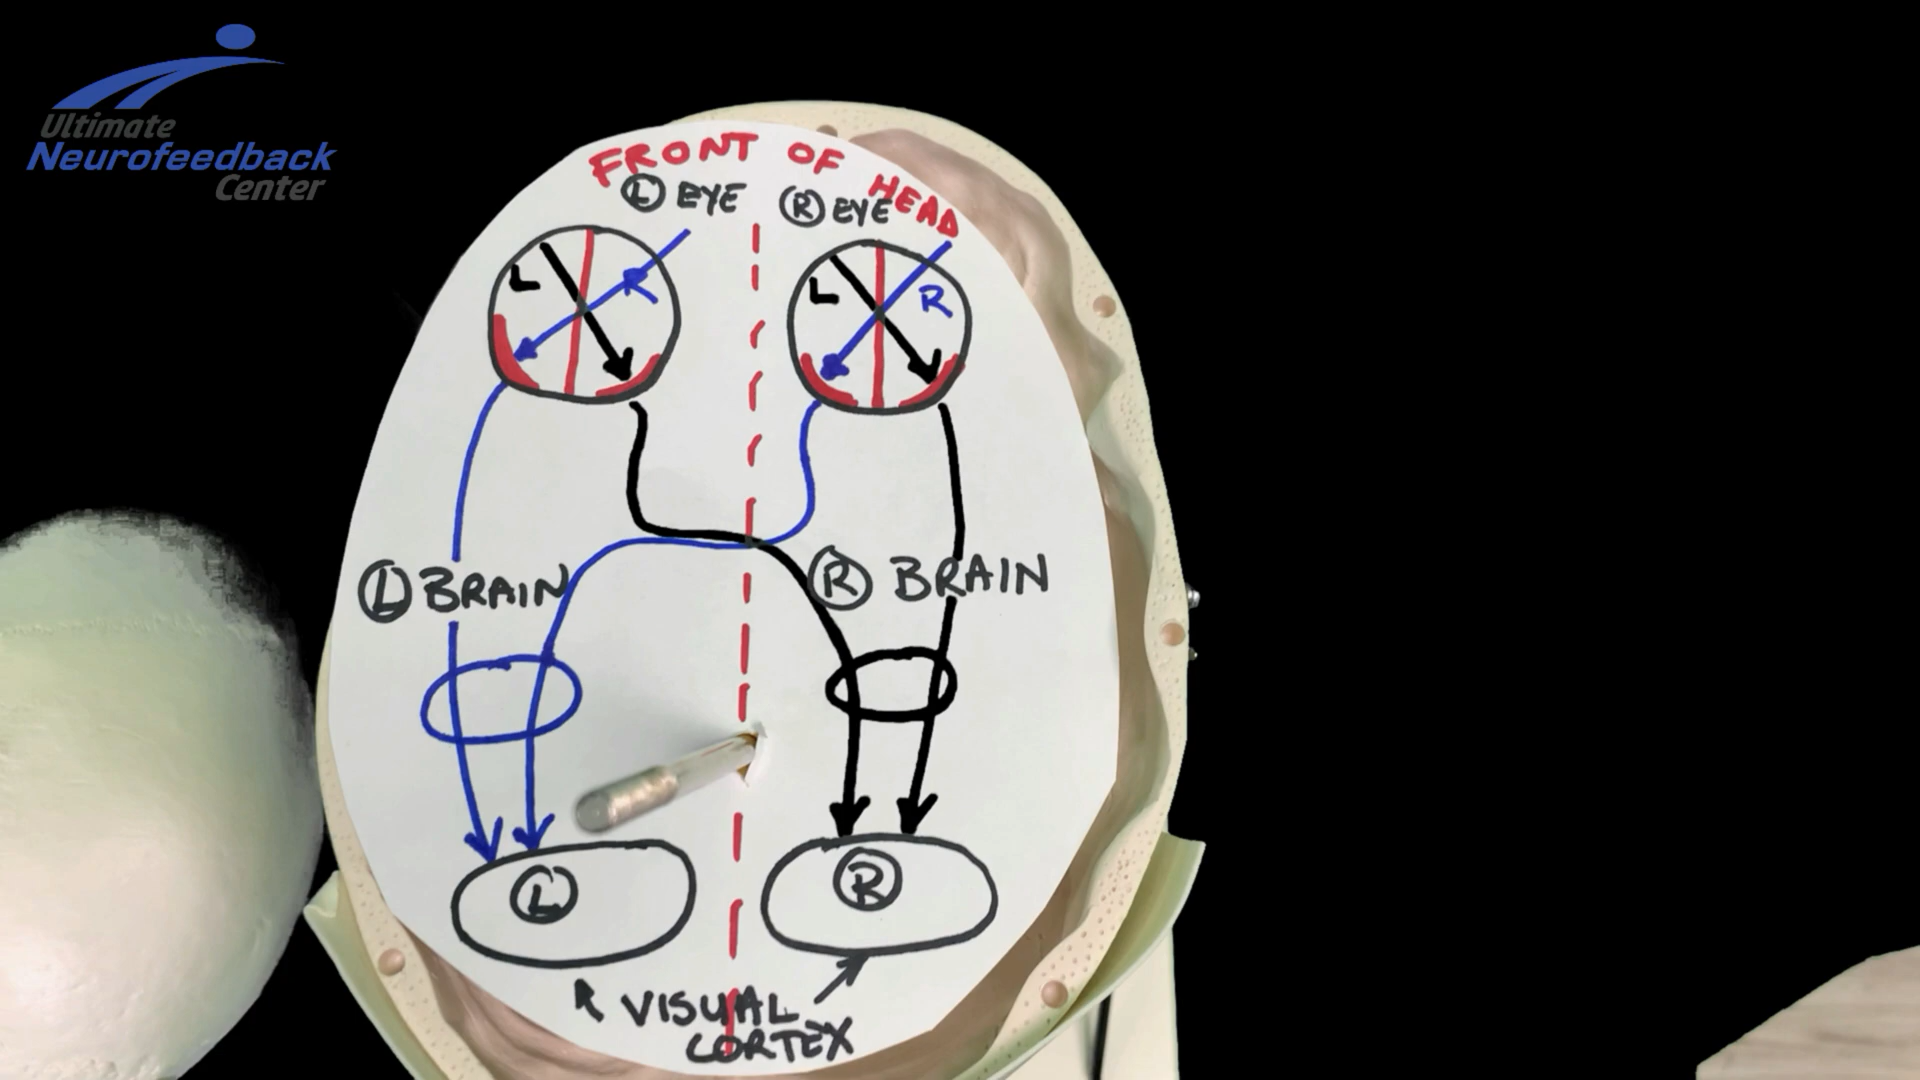 Ultimate
Neurofeedback
Center
FRONT OF HEAD
L EYE R EYE
L R L R
L BRAIN R BRAIN
L R
VISUAL
CORTEX